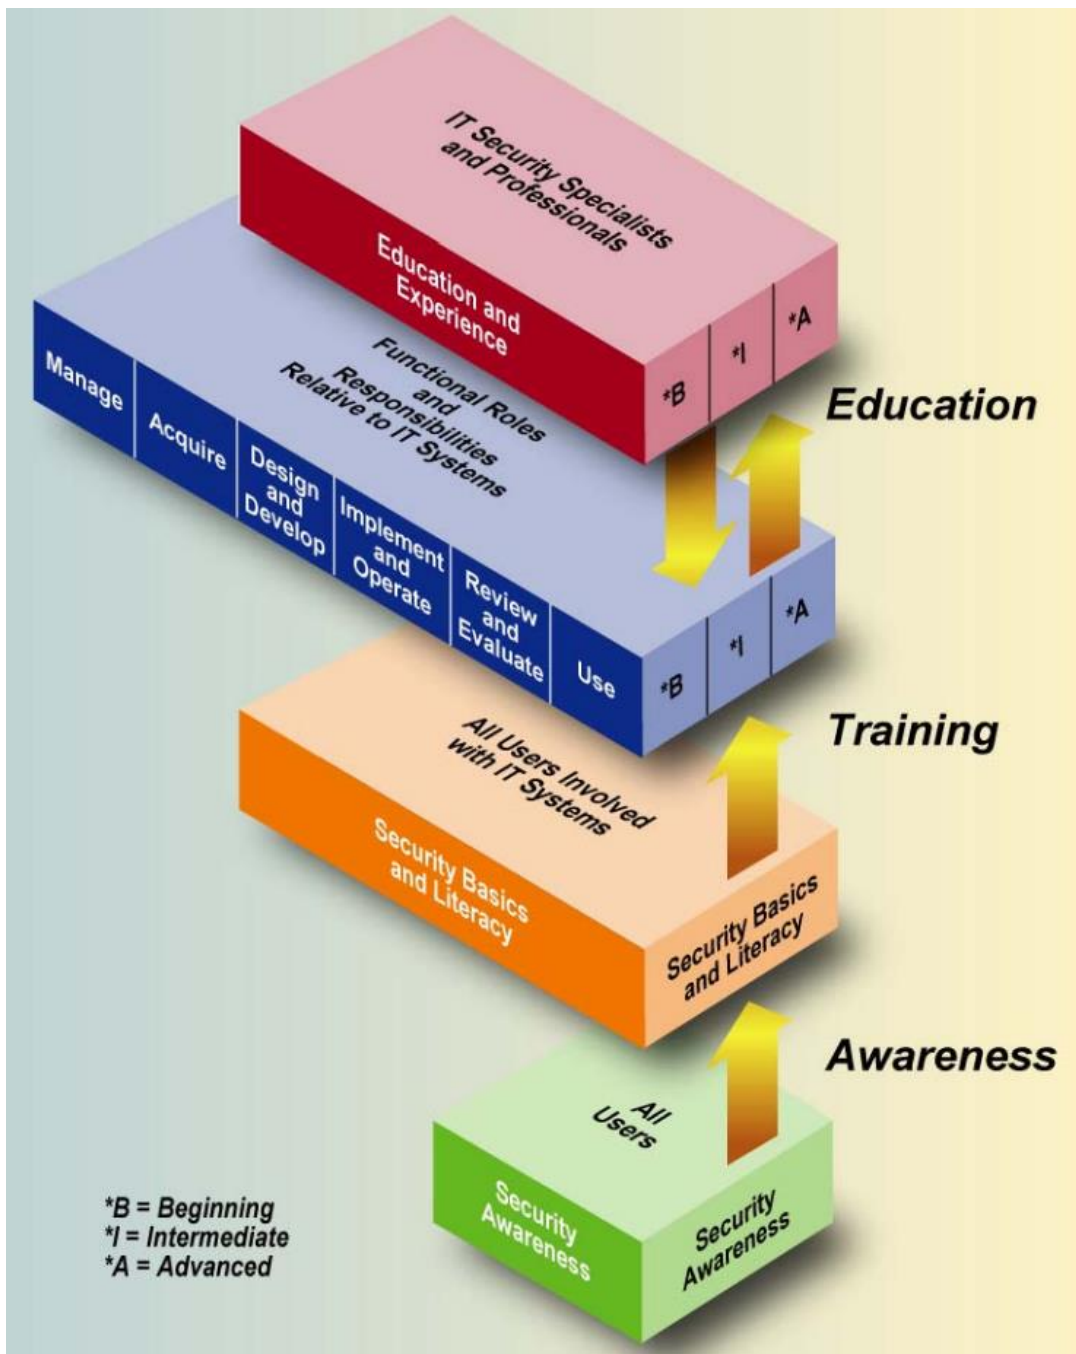 IT Security Specialists
and Professionals
Education and
Experience
*B
*I
*A
Education
Functional Roles
and
Responsibilities
Relative to IT Systems
Manage
Acquire
Design
and
Develop
Implement
and
Operate
Review
and
Evaluate
Use
*B
*I
*A
Training
All Users Involved
with IT Systems
Security Basics
and Literacy
Security Basics
and Literacy
Awareness
All
Users
Security
Awareness
Security
Awareness
*B = Beginning
*I = Intermediate
*A = Advanced